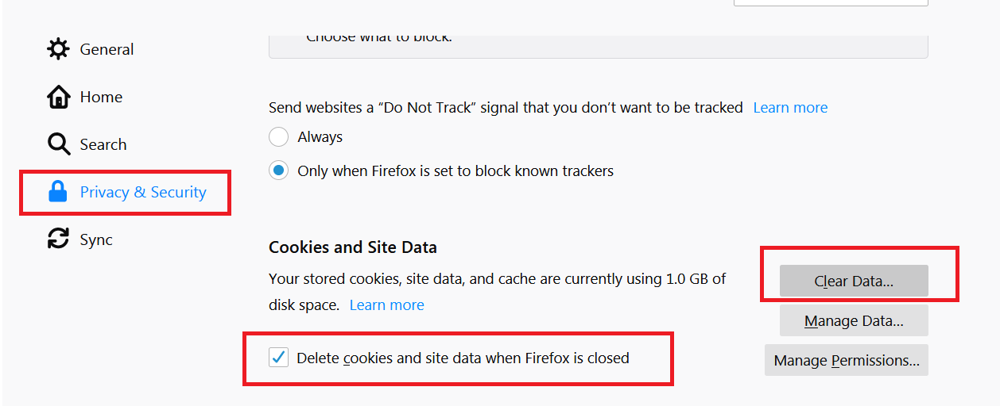 Choose what to block.
General
Home
Search
Privacy & Security
Sync
Send websites a “Do Not Track” signal that you don’t want to be tracked Learn more
Always
Only when Firefox is set to block known trackers
Cookies and Site Data
Your stored cookies, site data, and cache are currently using 1.0 GB of
disk space. Learn more
Delete cookies and site data when Firefox is closed
Clear Data...
Manage Data...
Manage Permissions...